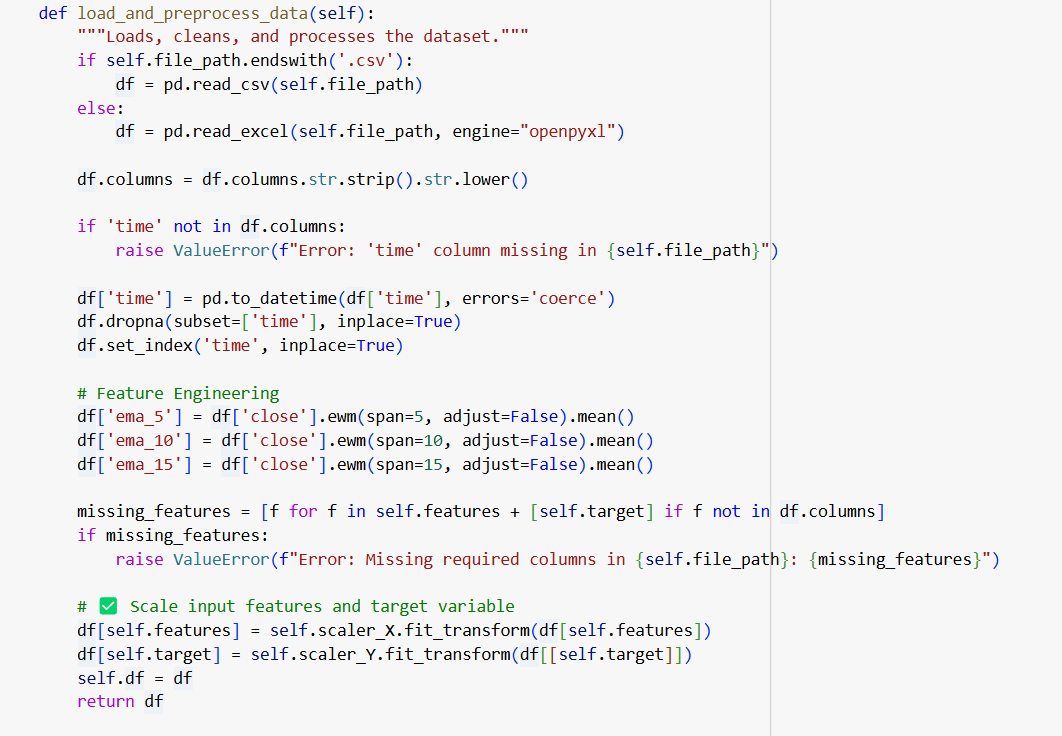 def load_and_preprocess_data(self):
    """Loads, cleans, and processes the dataset."""
    if self.file_path.endswith('.csv'):
        df = pd.read_csv(self.file_path)
    else:
        df = pd.read_excel(self.file_path, engine="openpyxl")
    df.columns = df.columns.str.strip().str.lower()
    if 'time' not in df.columns:
        raise ValueError(f"Error: 'time' column missing in {self.file_path}")
    df['time'] = pd.to_datetime(df['time'], errors='coerce')
    df.dropna(subset=['time'], inplace=True)
    df.set_index('time', inplace=True)
    # Feature Engineering
    df['ema_5'] = df['close'].ewm(span=5, adjust=False).mean()
    df['ema_10'] = df['close'].ewm(span=10, adjust=False).mean()
    df['ema_15'] = df['close'].ewm(span=15, adjust=False).mean()
    missing_features = [f for f in self.features + [self.target] if f not in df.columns]
    if missing_features:
        raise ValueError(f"Error: Missing required columns in {self.file_path}: {missing_features}")
    # ✅ Scale input features and target variable
    df[self.features] = self.scaler_X.fit_transform(df[self.features])
    df[self.target] = self.scaler_Y.fit_transform(df[[self.target]])
    self.df = df
    return df